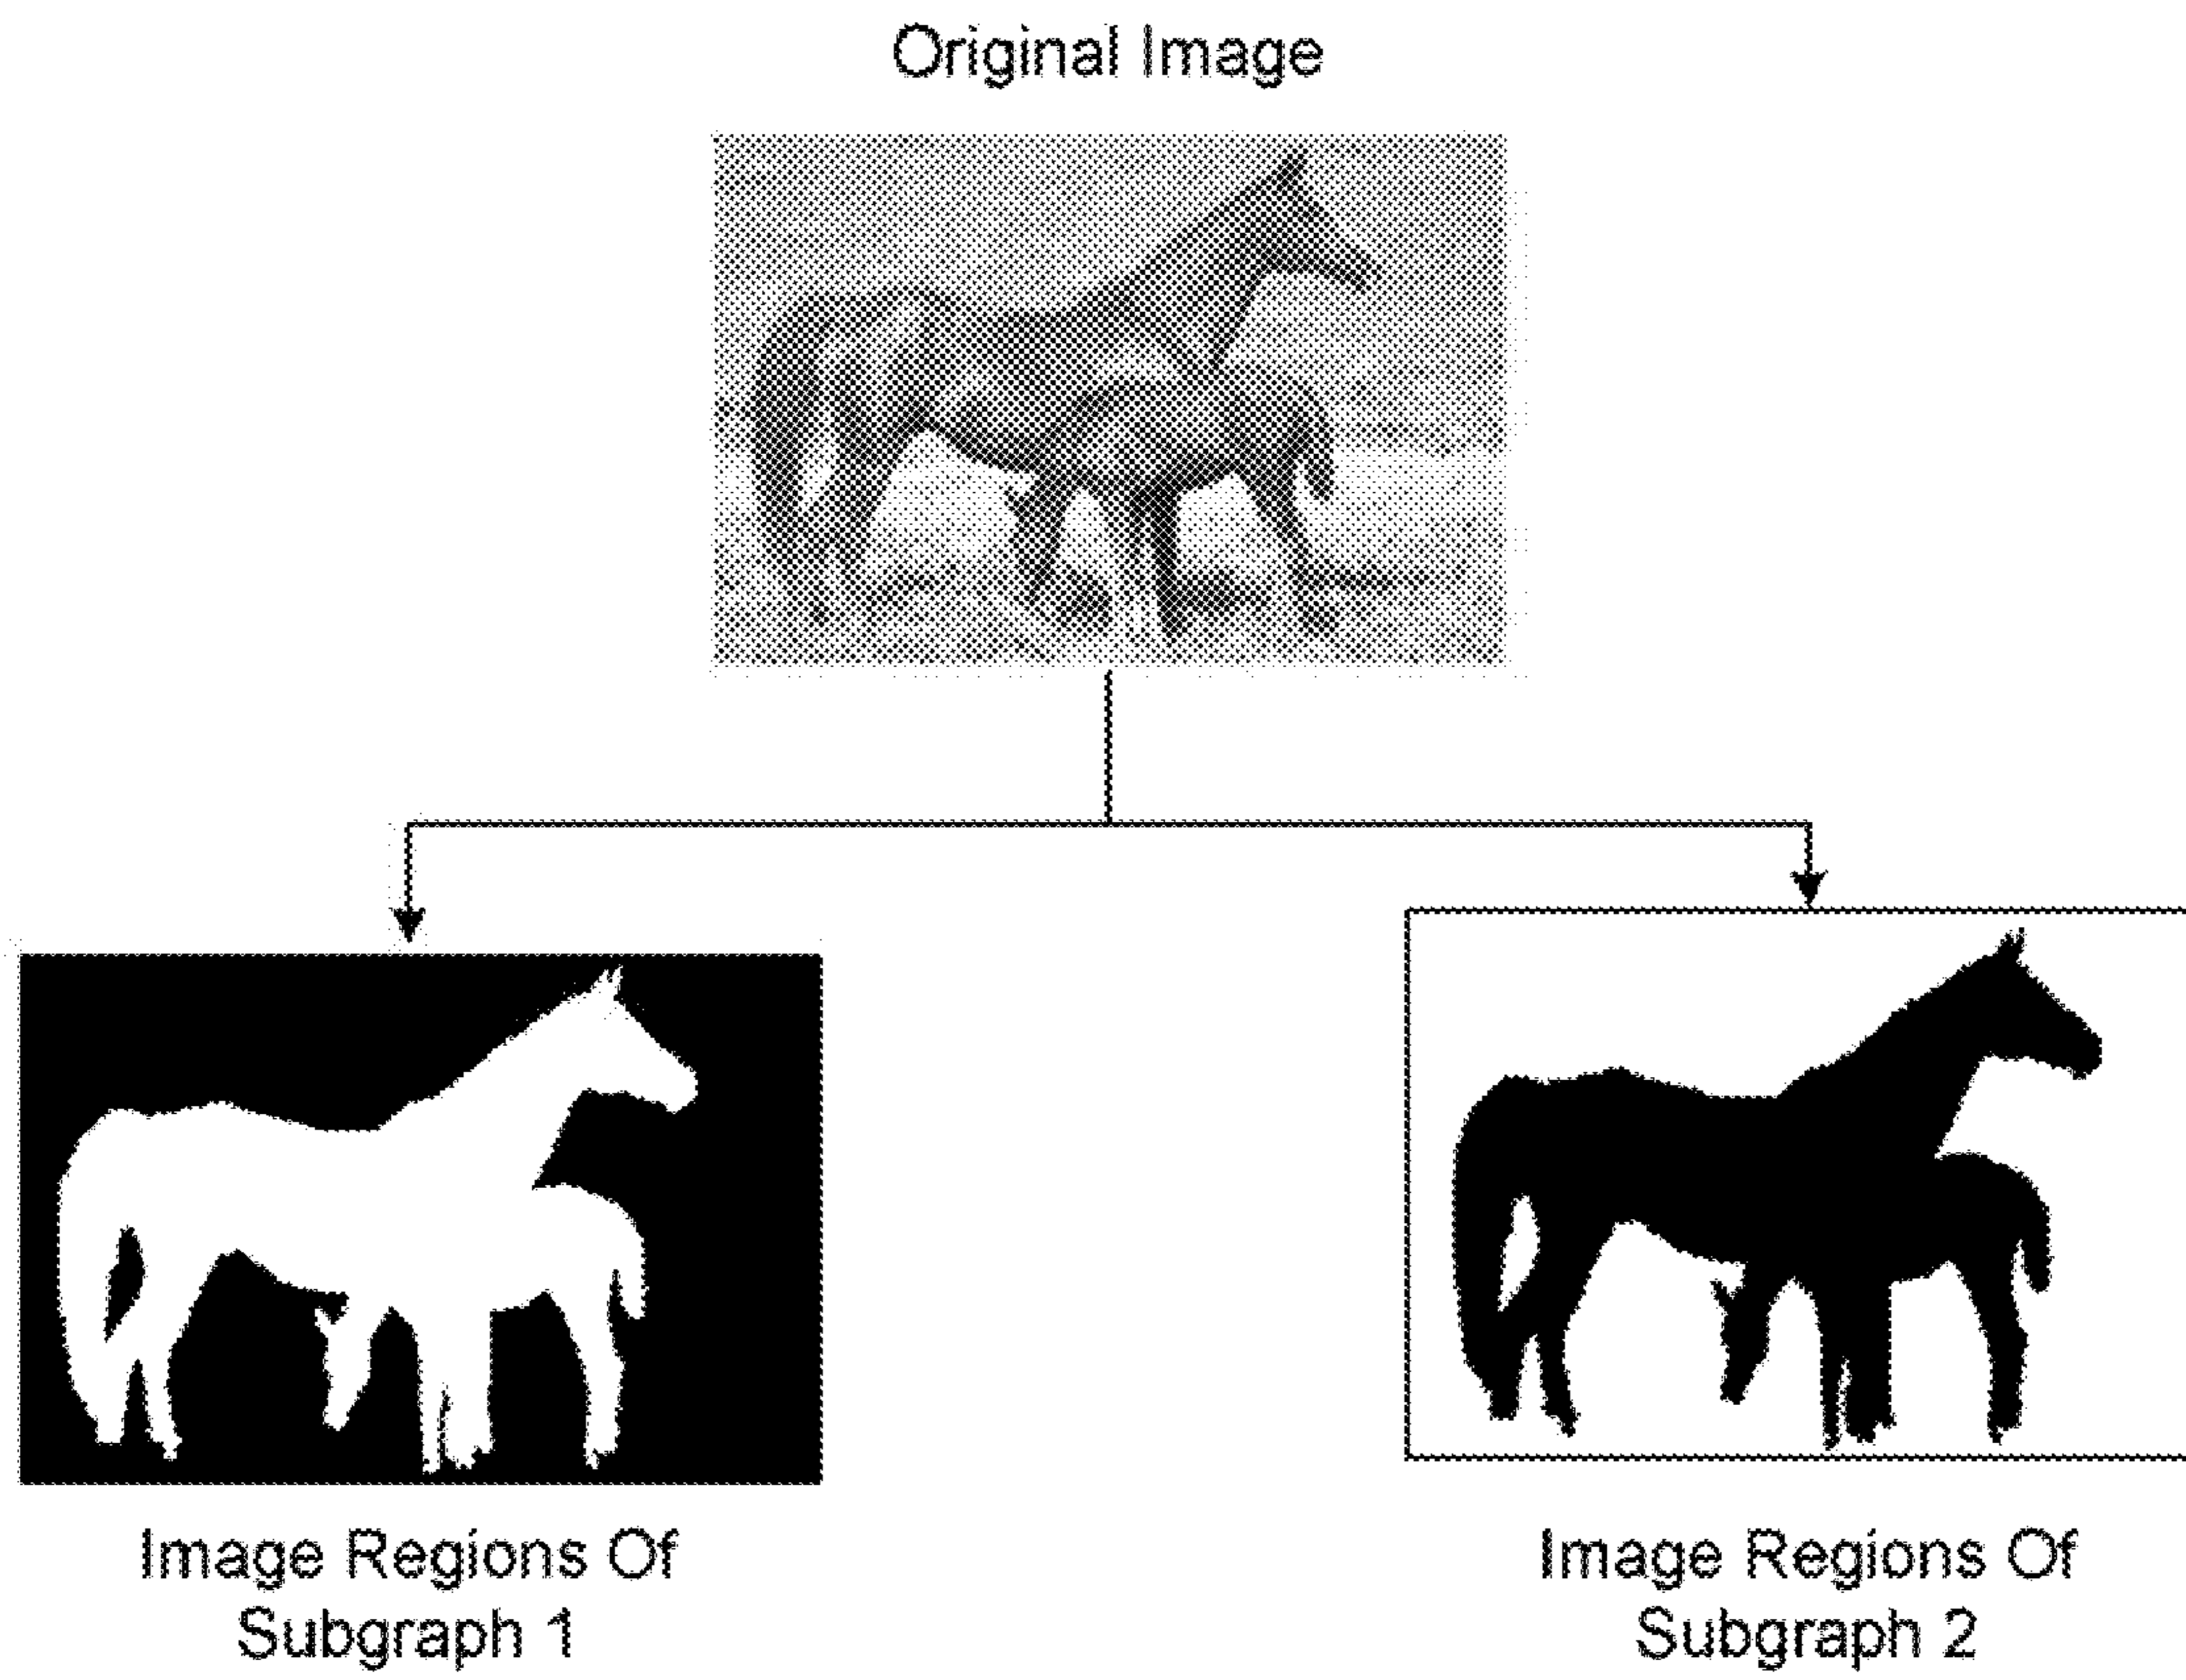 Original Image
Image Regions Of
Subgraph 1
Image Regions Of
Subgraph 2